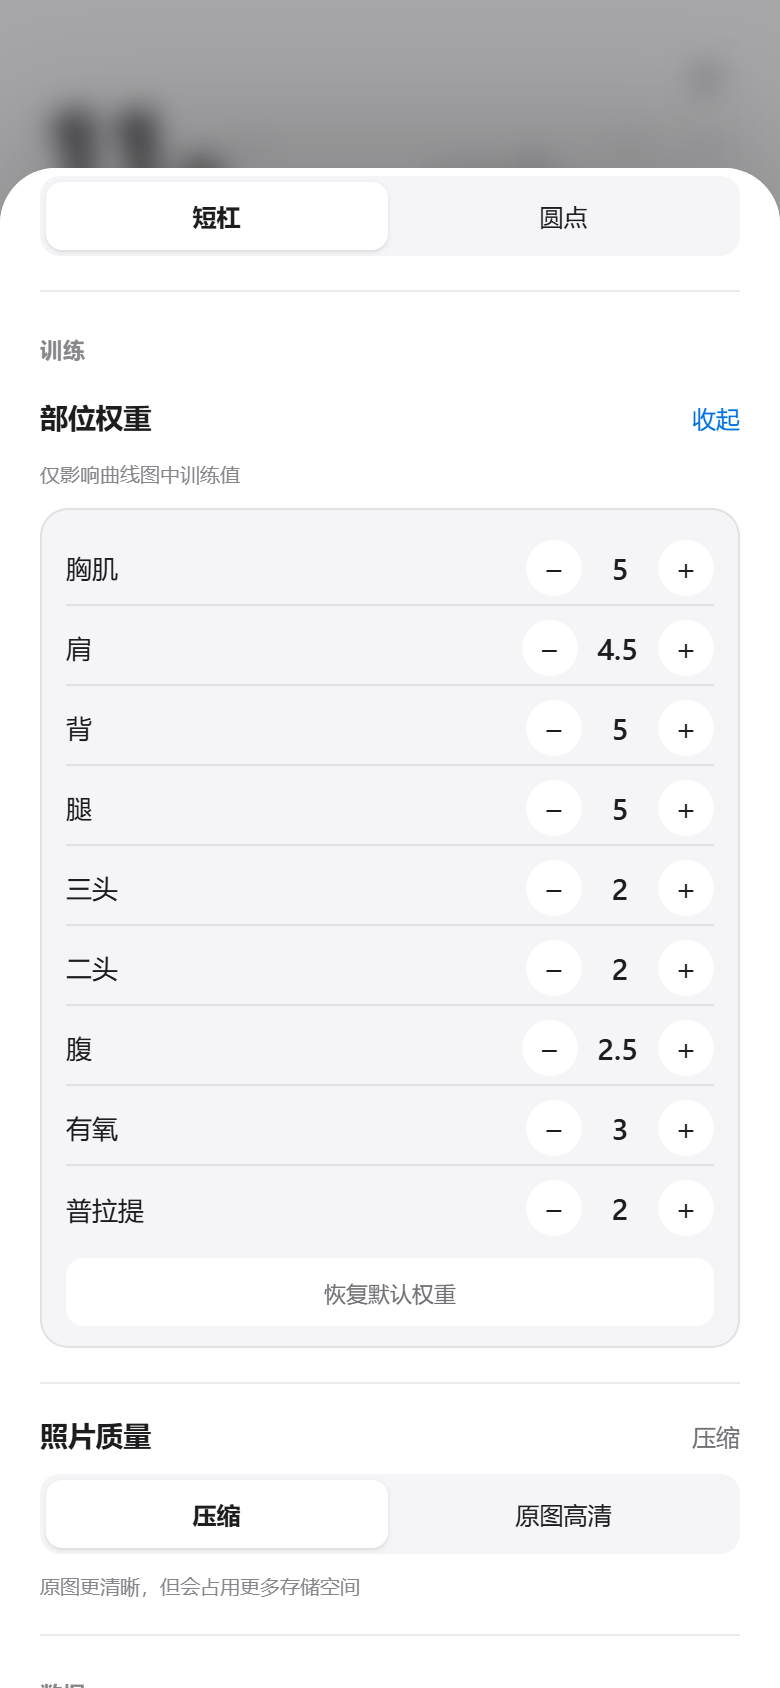 短杠 圆点
训练
部位权重 收起
仅影响曲线图中训练值
胸肌 − 5 +
肩 − 4.5 +
背 − 5 +
腿 − 5 +
三头 − 2 +
二头 − 2 +
腹 − 2.5 +
有氧 − 3 +
普拉提 − 2 +
恢复默认权重
照片质量 压缩
压缩 原图高清
原图更清晰，但会占用更多存储空间